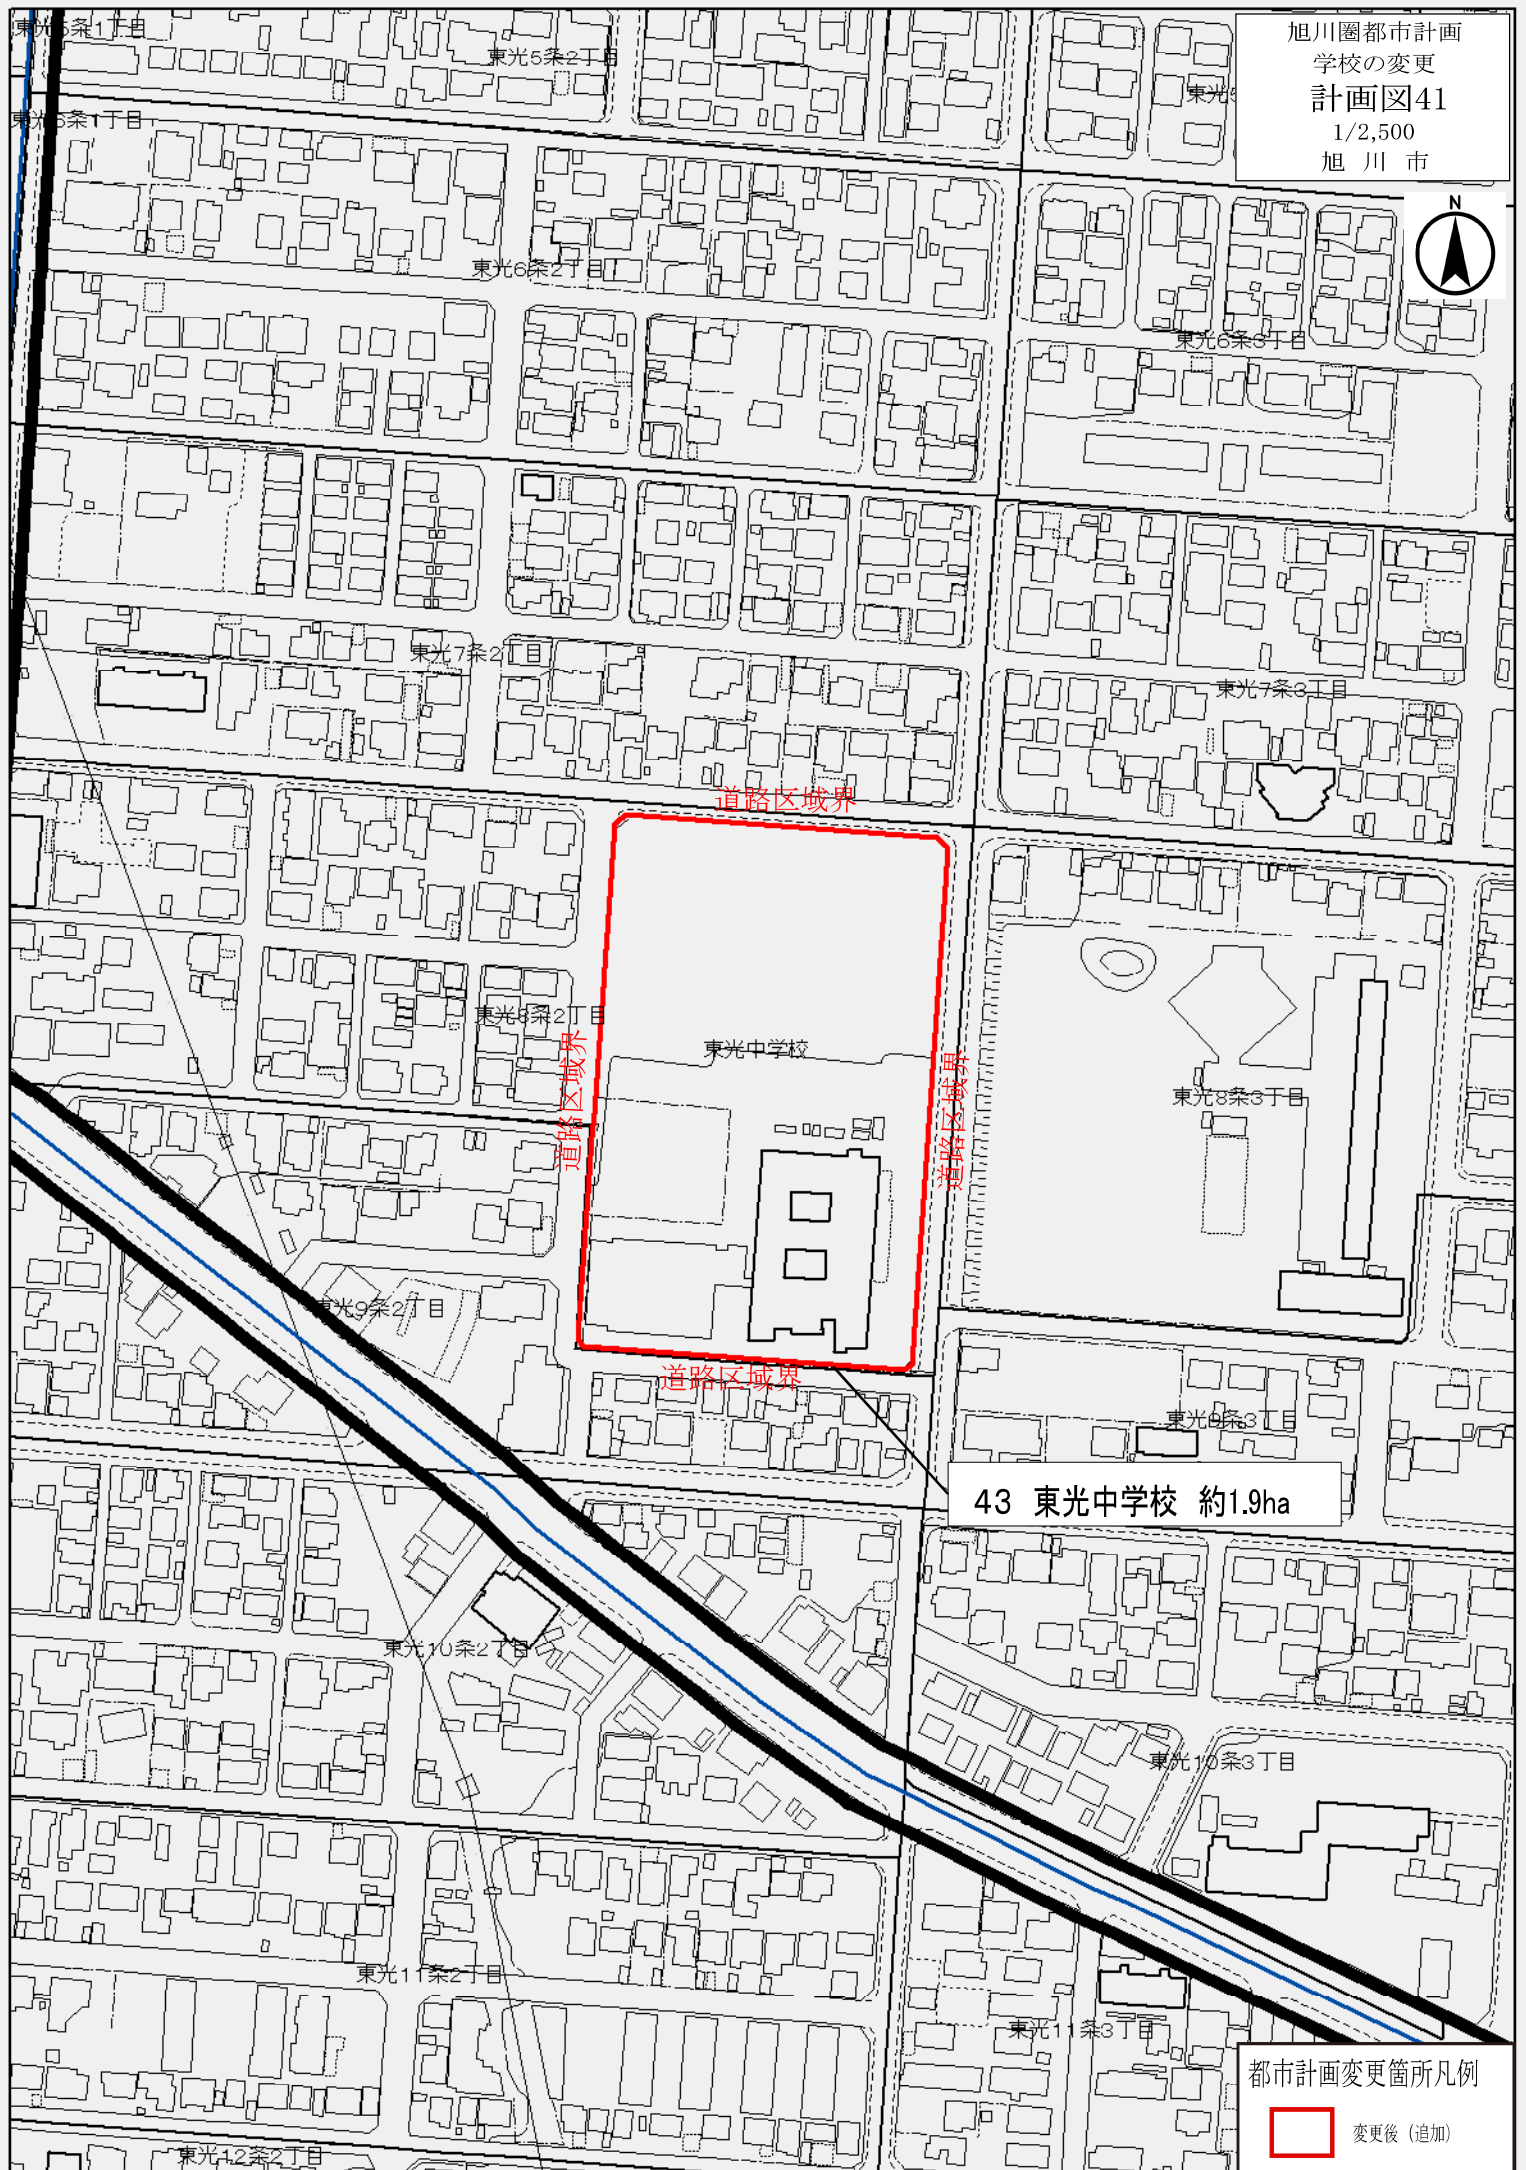 旭川圏都市計画
学校の変更
計画図41
1/2,500
旭川市
N
東光5条1丁目
東光5条2丁目
東光5
東光6条1丁目
東光6条2丁目
東光6条3丁目
東光7条2丁目
東光7条3丁目
道路区域界
東光8条2丁目
道路区域界
東光中学校
道路区域界
東光8条3丁目
東光9条2丁目
道路区域界
東光9条3丁目
43 東光中学校 約1.9ha
東光10条2丁目
東光10条3丁目
東光11条2丁目
東光11条3丁目
東光12条2丁目
都市計画変更箇所凡例
変更後（追加）